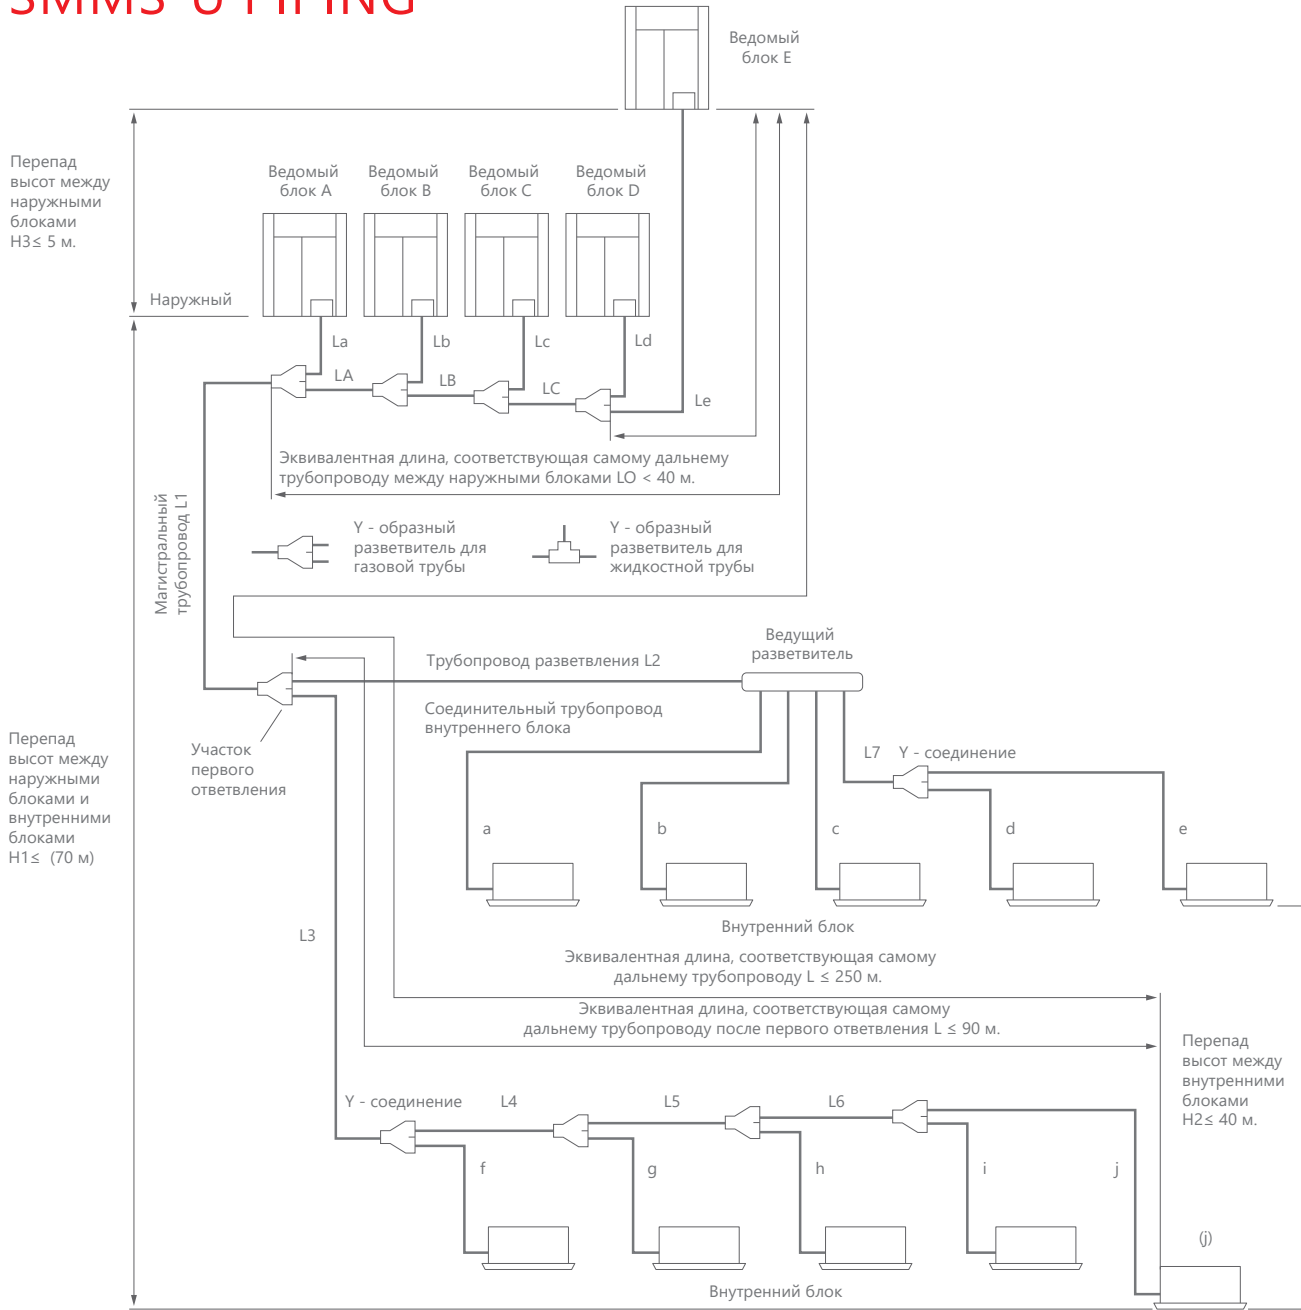 SMMS U PIPING
Ведомый
блок E
Перепад
высот между
наружными
блоками
H3≤ 5 м.
Ведомый
блок A
Ведомый
блок B
Ведомый
блок C
Ведомый
блок D
Наружный
La
Lb
Lc
Ld
LA
LB
LC
Le
Эквивалентная длина, соответствующая самому дальнему
трубопроводу между наружными блоками LO < 40 м.
Магистральный
трубопровод L1
Y - образный
разветвитель для
газовой трубы
Y - образный
разветвитель для
жидкостной трубы
Ведущий
разветвитель
Трубопровод разветвления L2
Соединительный трубопровод
внутреннего блока
Участок
первого
ответвления
L7
Y - соединение
Перепад
высот между
наружными
блоками и
внутренними
блоками
H1≤ (70 м)
a
b
c
d
e
Внутренний блок
L3
Эквивалентная длина, соответствующая самому
дальнему трубопроводу L ≤ 250 м.
Эквивалентная длина, соответствующая самому
дальнему трубопроводу после первого ответвления L ≤ 90 м.
Перепад
высот между
внутренними
блоками
H2≤ 40 м.
Y - соединение
L4
L5
L6
f
g
h
i
j
(j)
Внутренний блок